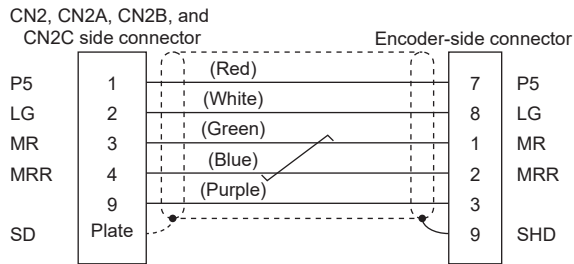 CN2, CN2A, CN2B, and
CN2C side connector
Encoder-side connector
P5 1 (Red) 7 P5
LG 2 (White) 8 LG
MR 3 (Green) 1 MR
MRR 4 (Blue) 2 MRR
9 (Purple) 3
SD Plate 9 SHD